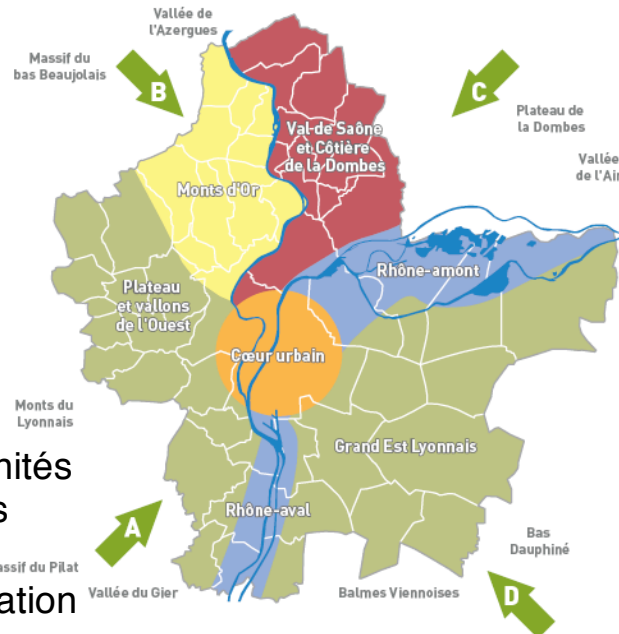 Vallée de
l'Azergues
Massif du
bas Beaujolais
B
C
Plateau de
la Dombes
Val de Saône
et Côtière
de la Dombes
Vallée
de l'Ain
Monts d'Or
Rhône-amont
Plateau
et vallons
de l'Ouest
Cœur urbain
Monts du
Lyonnais
Grand Est Lyonnais
nités
s
Rhône-aval
A
Bas
Dauphiné
assif du Pilat
Vallée du Gier
Balmes Viennoises
D
ation